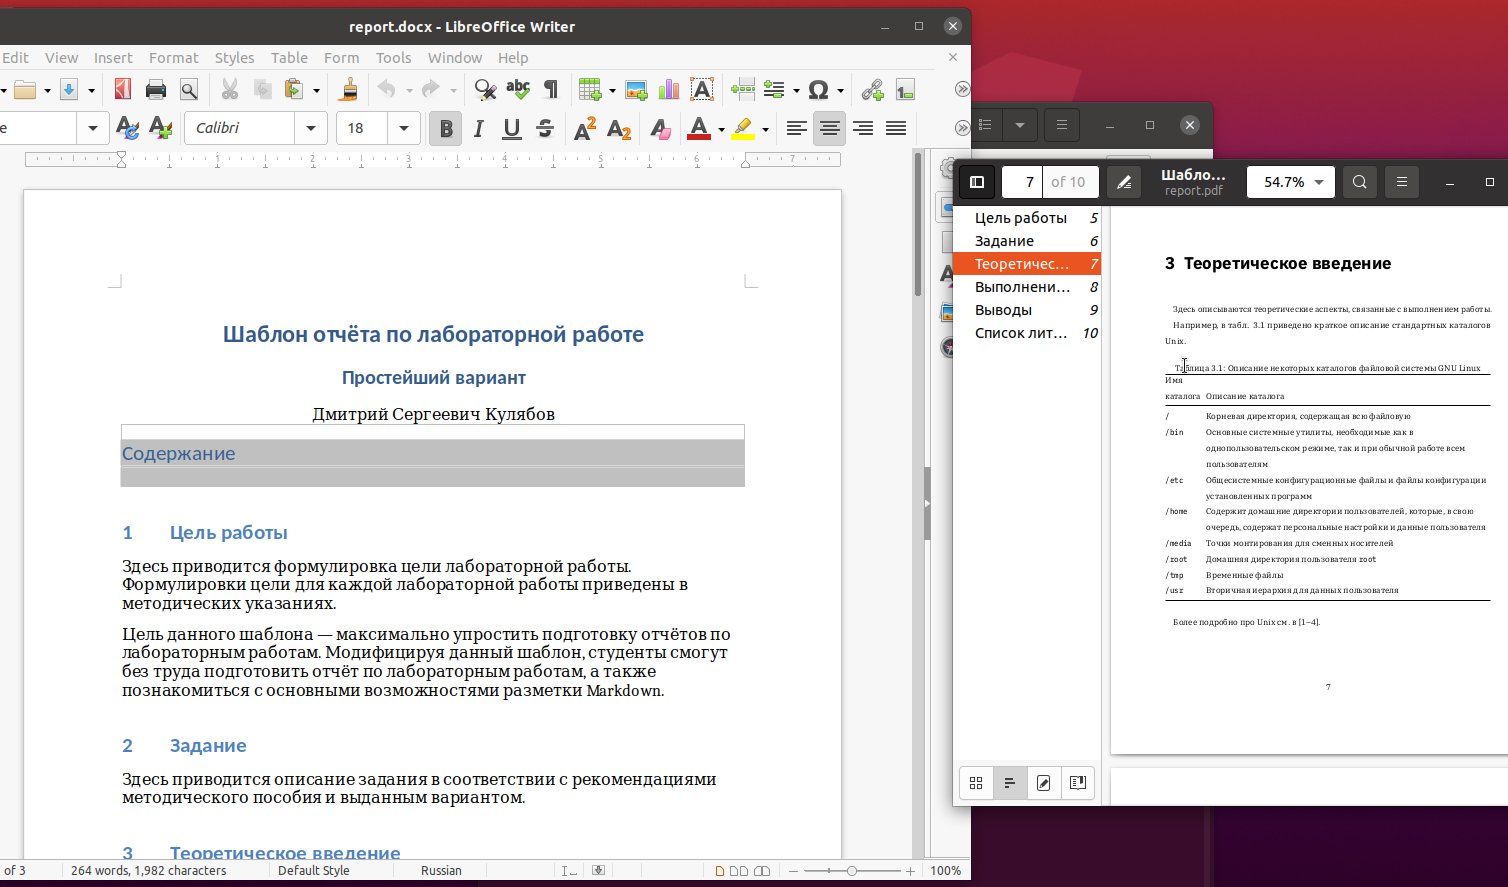 report.docx - LibreOffice Writer
Edit View Insert Format Styles Table Form Tools Window Help
Calibri
18
1 2 3 4 5 6 7
Шаблон отчёта по лабораторной работе
Простейший вариант
Дмитрий Сергеевич Кулябов
Содержание
1 Цель работы
Здесь приводится формулировка цели лабораторной работы.
Формулировки цели для каждой лабораторной работы приведены в
методических указаниях.
Цель данного шаблона — максимально упростить подготовку отчётов по
лабораторным работам. Модифицируя данный шаблон, студенты смогут
без труда подготовить отчёт по лабораторным работам, а также
познакомиться с основными возможностями разметки Markdown.
2 Задание
Здесь приводится описание задания в соответствии с рекомендациями
методического пособия и выданным вариантом.
3 Теоретическое введение
of 3
264 words, 1,982 characters
Default Style
Russian
100%
7 of 10
Шабло...
report.pdf
54.7%
Цель работы 5
Задание 6
Теоретичес... 7
Выполнени... 8
Выводы 9
Список лит... 10
3 Теоретическое введение
Здесь описываются теоретические аспекты, связанные с выполнением работы.
Например, в табл. 3.1 приведено краткое описание стандартных каталогов
Unix.
Таблица 3.1: Описание некоторых каталогов файловой системы GNU Linux
Имя
каталога Описание каталога
/ Корневая директория, содержащая всю файловую
/bin Основные системные утилиты, необходимые как в
однопользовательском режиме, так и при обычной работе всем
пользователям
/etc Общесистемные конфигурационные файлы и файлы конфигурации
установленных программ
/home Содержит домашние директории пользователей, которые, в свою
очередь, содержат персональные настройки и данные пользователя
/media Точки монтирования для сменных носителей
/root Домашняя директория пользователя root
/tmp Временные файлы
/usr Вторичная иерархия для данных пользователя
Более подробно про Unix см. в [1–4].
7